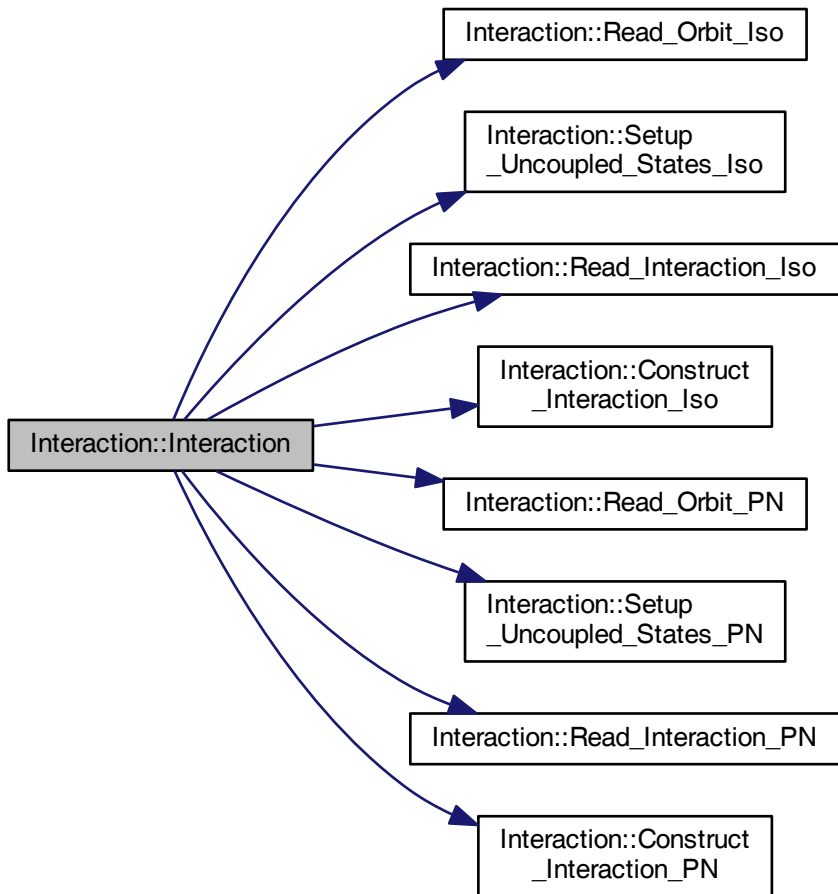 Interaction::Read_Orbit_Iso
Interaction::Setup
_Uncoupled_States_Iso
Interaction::Read_Interaction_Iso
Interaction::Construct
_Interaction_Iso
Interaction::Interaction
Interaction::Read_Orbit_PN
Interaction::Setup
_Uncoupled_States_PN
Interaction::Read_Interaction_PN
Interaction::Construct
_Interaction_PN